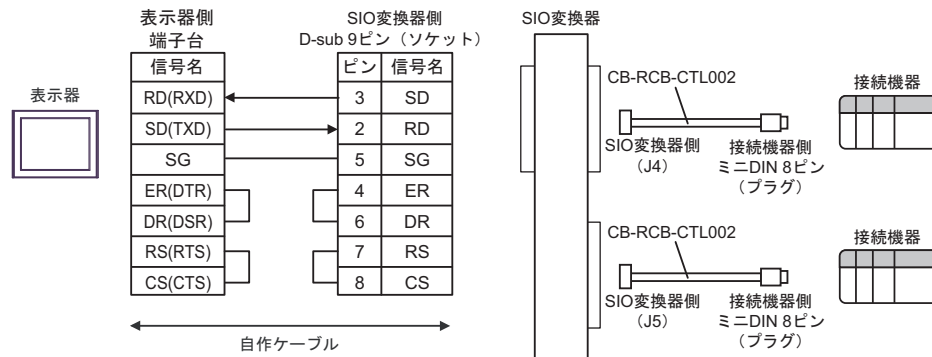 表示器
表示器側
端子台
信号名
RD(RXD)
SD(TXD)
SG
ER(DTR)
DR(DSR)
RS(RTS)
CS(CTS)
SIO変換器側
D-sub 9ピン（ソケット）
ピン 信号名
3 SD
2 RD
5 SG
4 ER
6 DR
7 RS
8 CS
自作ケーブル
SIO変換器
CB-RCB-CTL002
SIO変換器側
（J4）
接続機器側
ミニDIN 8ピン
（プラグ）
接続機器
CB-RCB-CTL002
SIO変換器側
（J5）
接続機器側
ミニDIN 8ピン
（プラグ）
接続機器